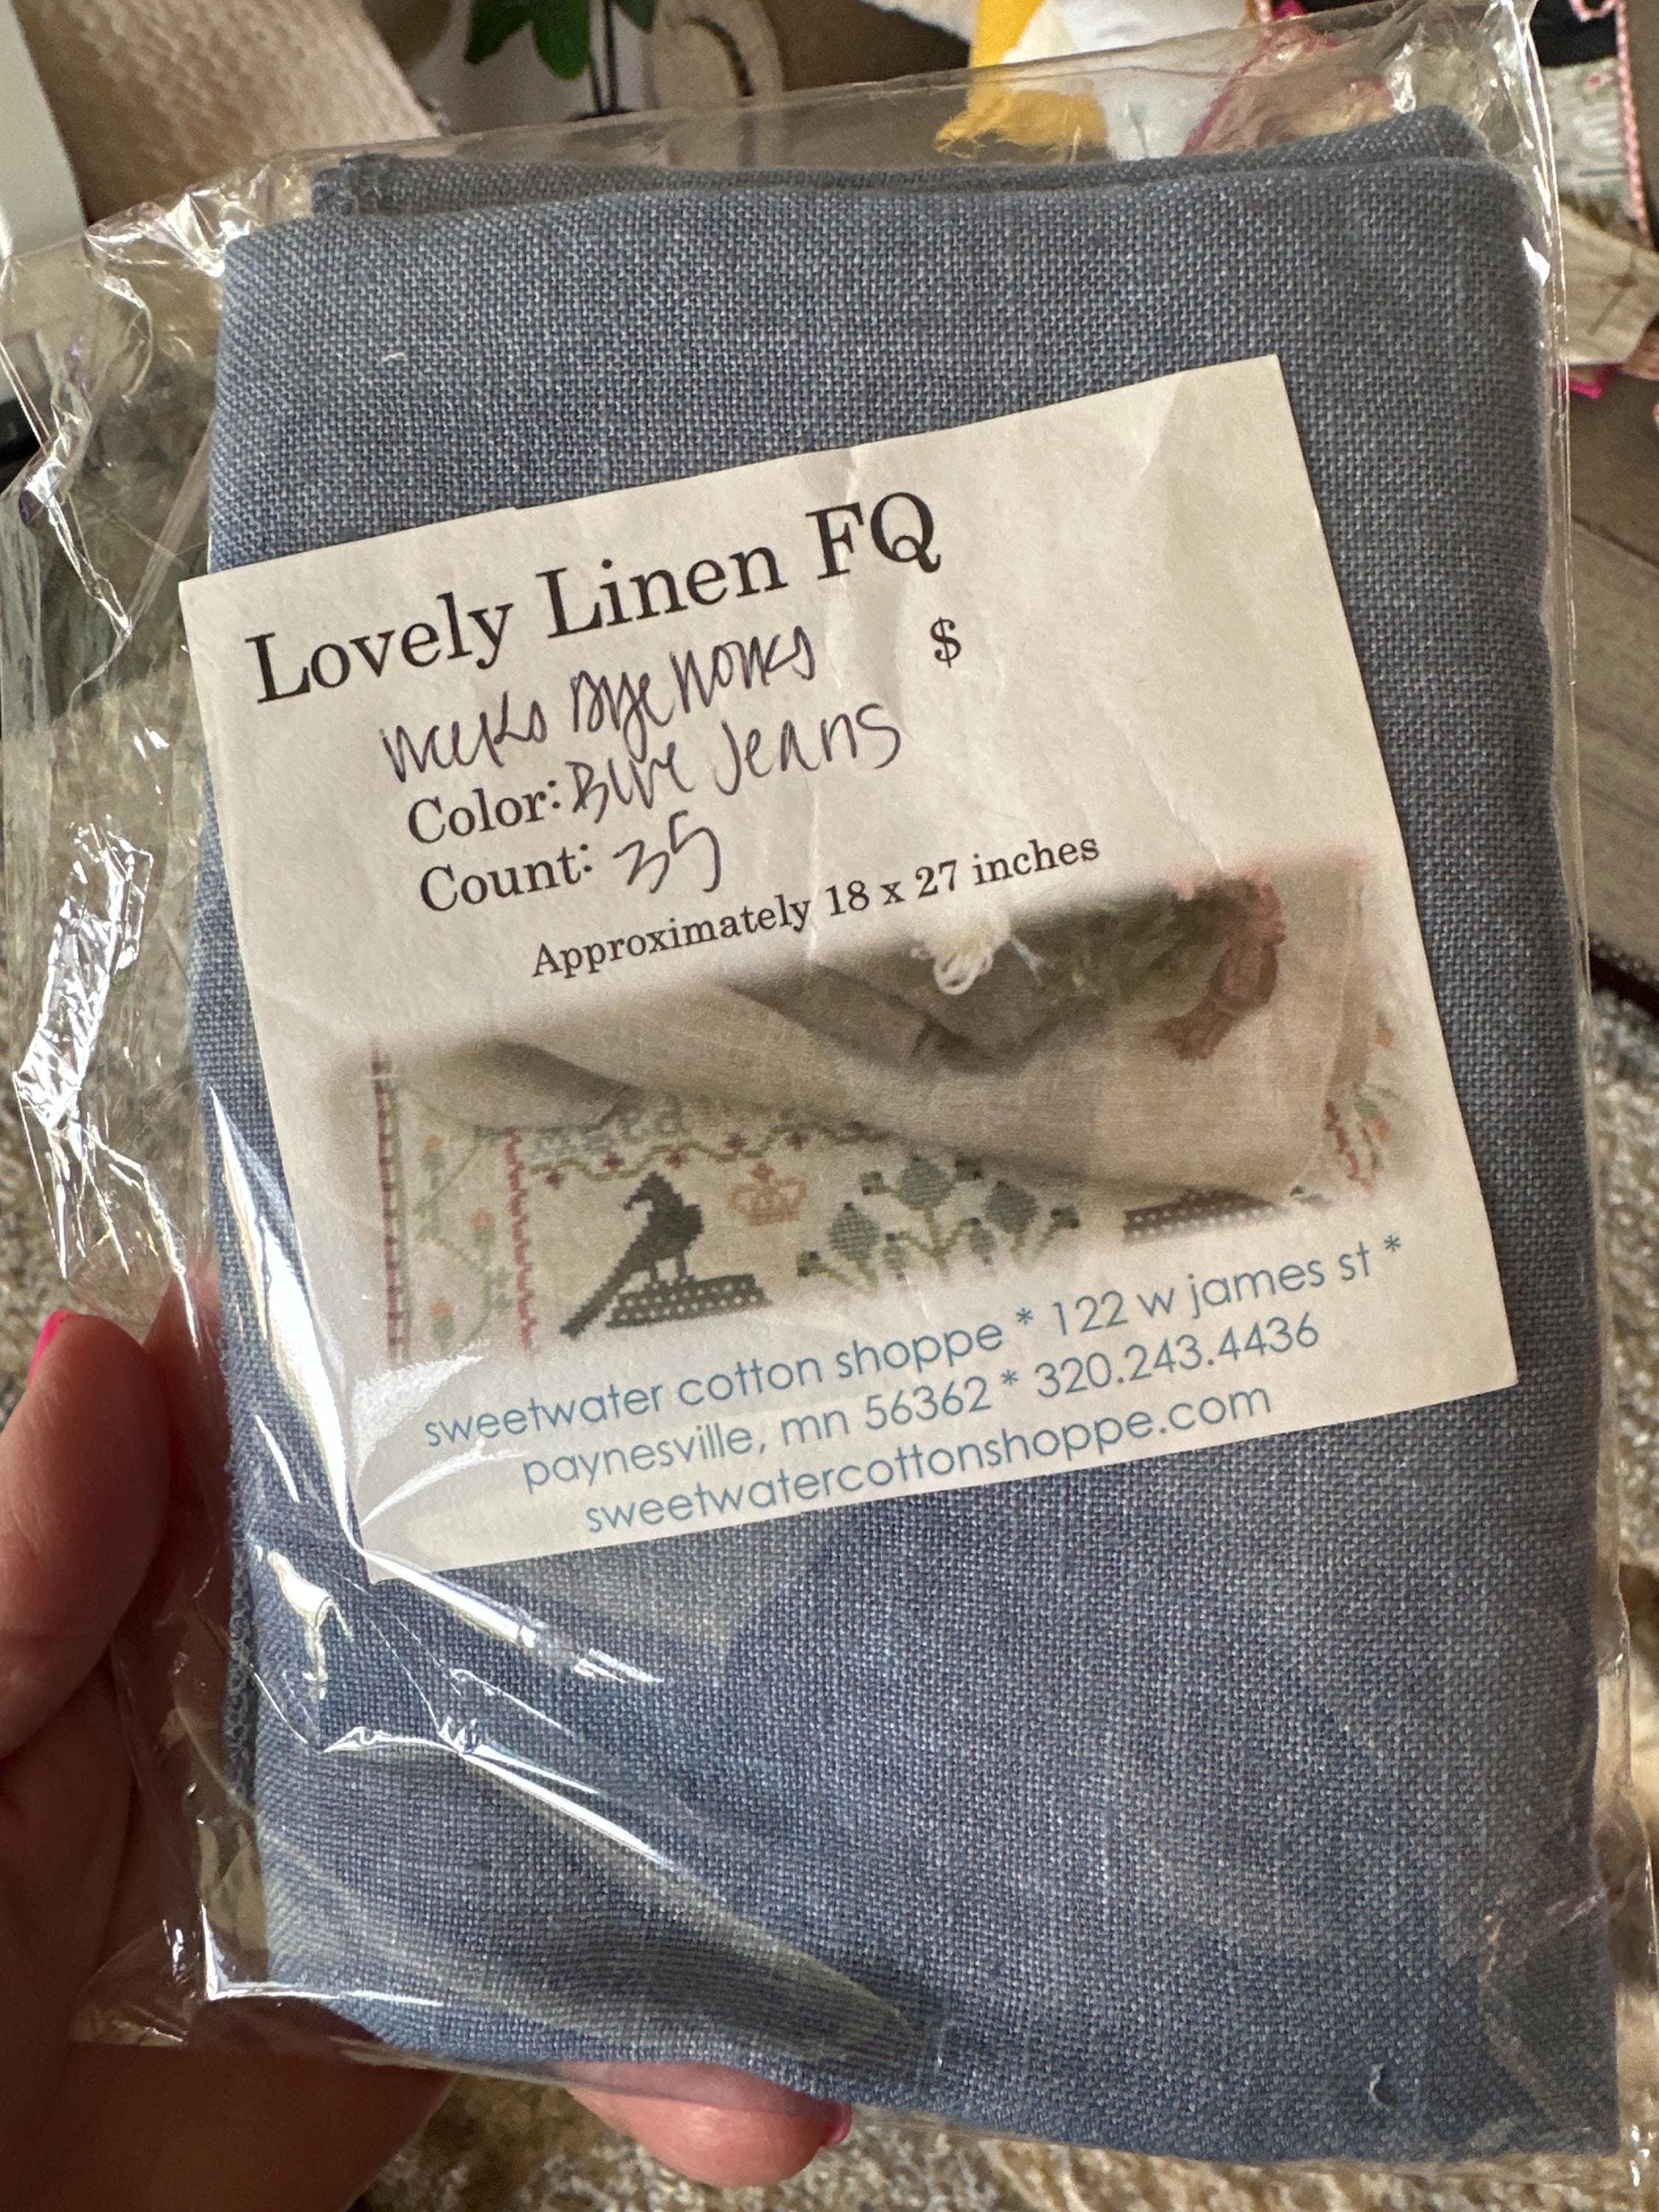 Lovely Linen FQ
Weeks Dye Works $
Color: Blue Jeans
Count: 35
Approximately 18 x 27 inches
sweetwater cotton shoppe * 122 w james st *
paynesville, mn 56362 * 320.243.4436
sweetwatercottonshoppe.com